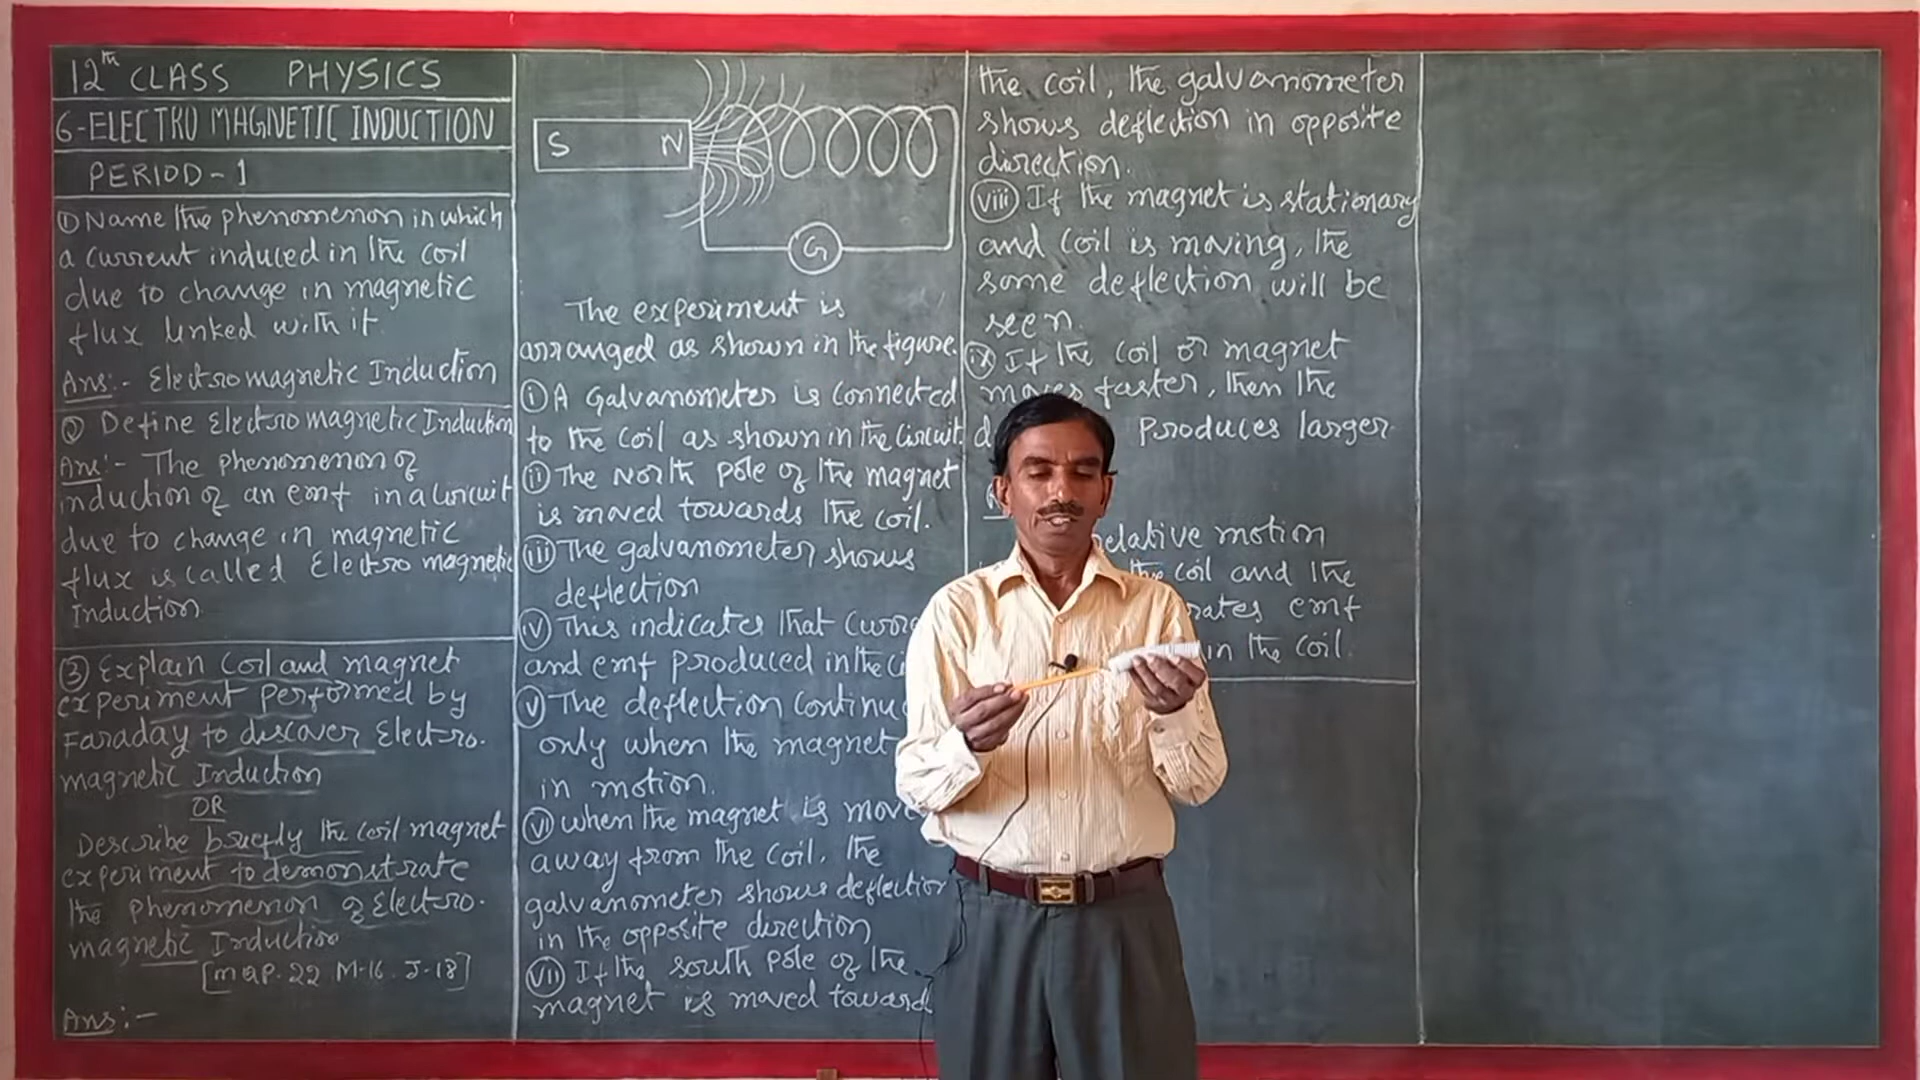 12th CLASS PHYSICS
6-ELECTRO MAGNETIC INDUCTION
PERIOD-1
① Name the phenomenon in which
a current induced in the coil
due to change in magnetic
flux linked with it.
Ans:- Electro magnetic Induction
② Define Electro magnetic Induction
Ans:- The phenomenon of
induction of an emf in a circuit
due to change in magnetic
flux is called Electro magnetic
Induction.
③ Explain coil and magnet
experiment performed by
Faraday to discover Electro.
magnetic Induction
OR
Describe briefly the coil magnet
experiment to demonstrate
the phenomenon of Electro.
magnetic Induction
[map.22 M-16. J-18]
Ans:-
S N
G
The experiment is
arranged as shown in the figure.
ⓘ A Galvanometer is connected
to the coil as shown in the circuit.
ⅱ The North pole of the magnet
is moved towards the coil.
ⅲ The galvanometer shows
deflection
ⅳ This indicates that
and emf produced in the
ⅴ The deflection
only when the magnet
in motion.
ⅵ when the magnet is
away from the coil, the
galvanometer shows deflection
in the opposite direction
ⅶ If the south pole of the
magnet is moved toward
the coil, the galvanometer
shows deflection in opposite
direction.
ⅷ If the magnet is stationary
and coil is moving, the
some deflection will be
seen.
ⅸ If the coil or magnet
moves faster, then the
produces larger
relative motion
the coil and the
emf
in the coil.